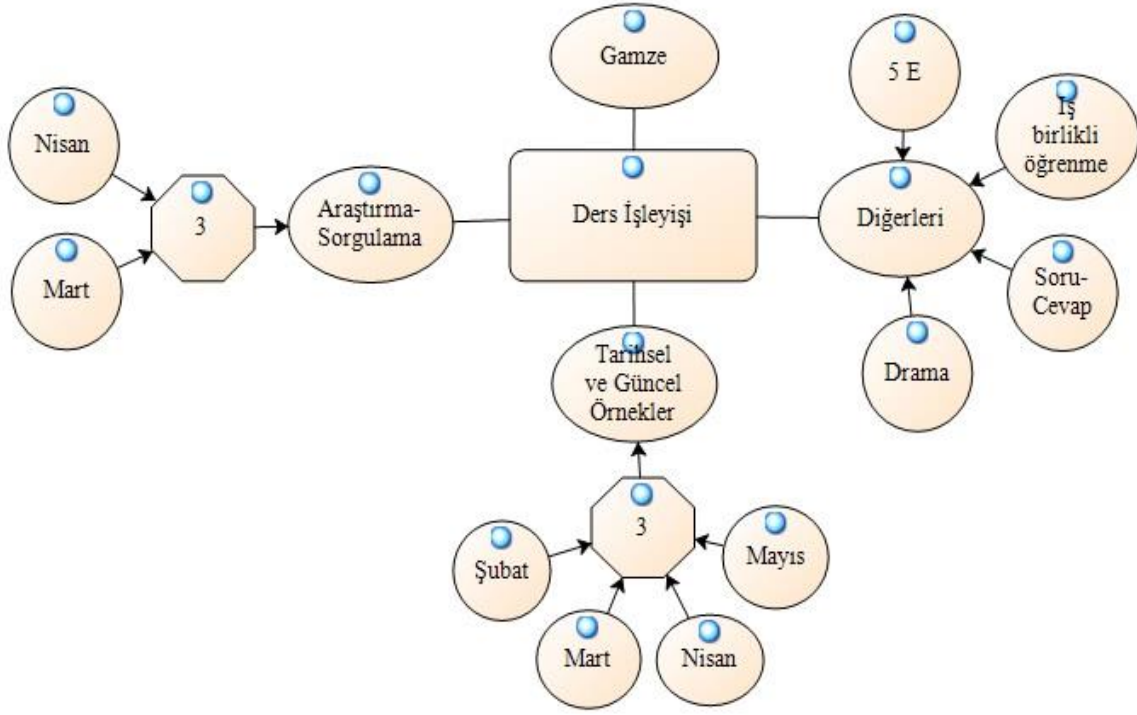 Gamze
5 E
İş
birlikli
öğrenme
Nisan
3
Araştırma-
Sorgulama
Ders İşleyişi
Diğerleri
Mart
Soru-
Cevap
Tarihsel
ve Güncel
Örnekler
Drama
3
Şubat
Mayıs
Mart
Nisan